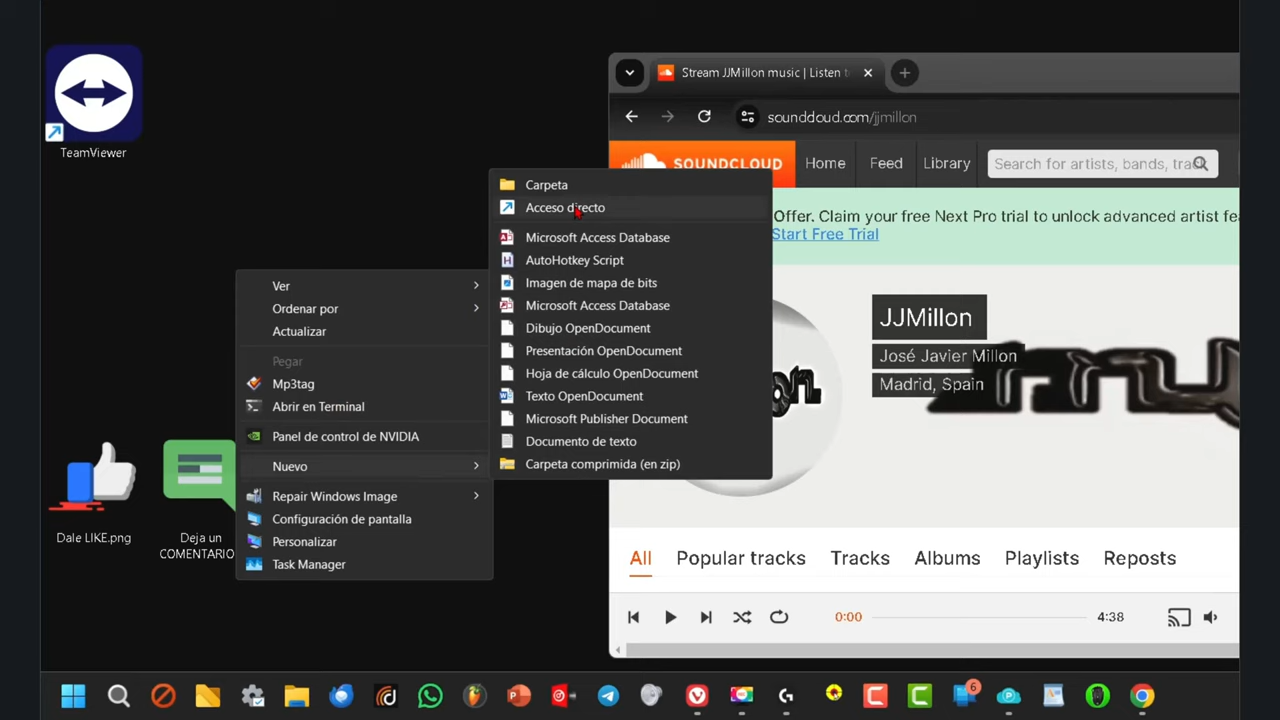 TeamViewer
Dale LIKE.png
Deja un
COMENTARIO
Ver
Ordenar por
Actualizar
Pegar
Mp3tag
Abrir en Terminal
Panel de control de NVIDIA
Nuevo
Repair Windows Image
Configuración de pantalla
Personalizar
Task Manager
Carpeta
Acceso directo
Microsoft Access Database
AutoHotkey Script
Imagen de mapa de bits
Microsoft Access Database
Dibujo OpenDocument
Presentación OpenDocument
Hoja de cálculo OpenDocument
Texto OpenDocument
Microsoft Publisher Document
Documento de texto
Carpeta comprimida (en zip)
Stream JJMillon music | Listen t
soundcloud.com/jjmillon
SOUNDCLOUD
Home Feed Library
Search for artists, bands, tra
Offer. Claim your free Next Pro trial to unlock advanced artist fe
Start Free Trial
JJMillon
José Javier Millon
Madrid, Spain
All Popular tracks Tracks Albums Playlists Reposts
0:00 4:38
6